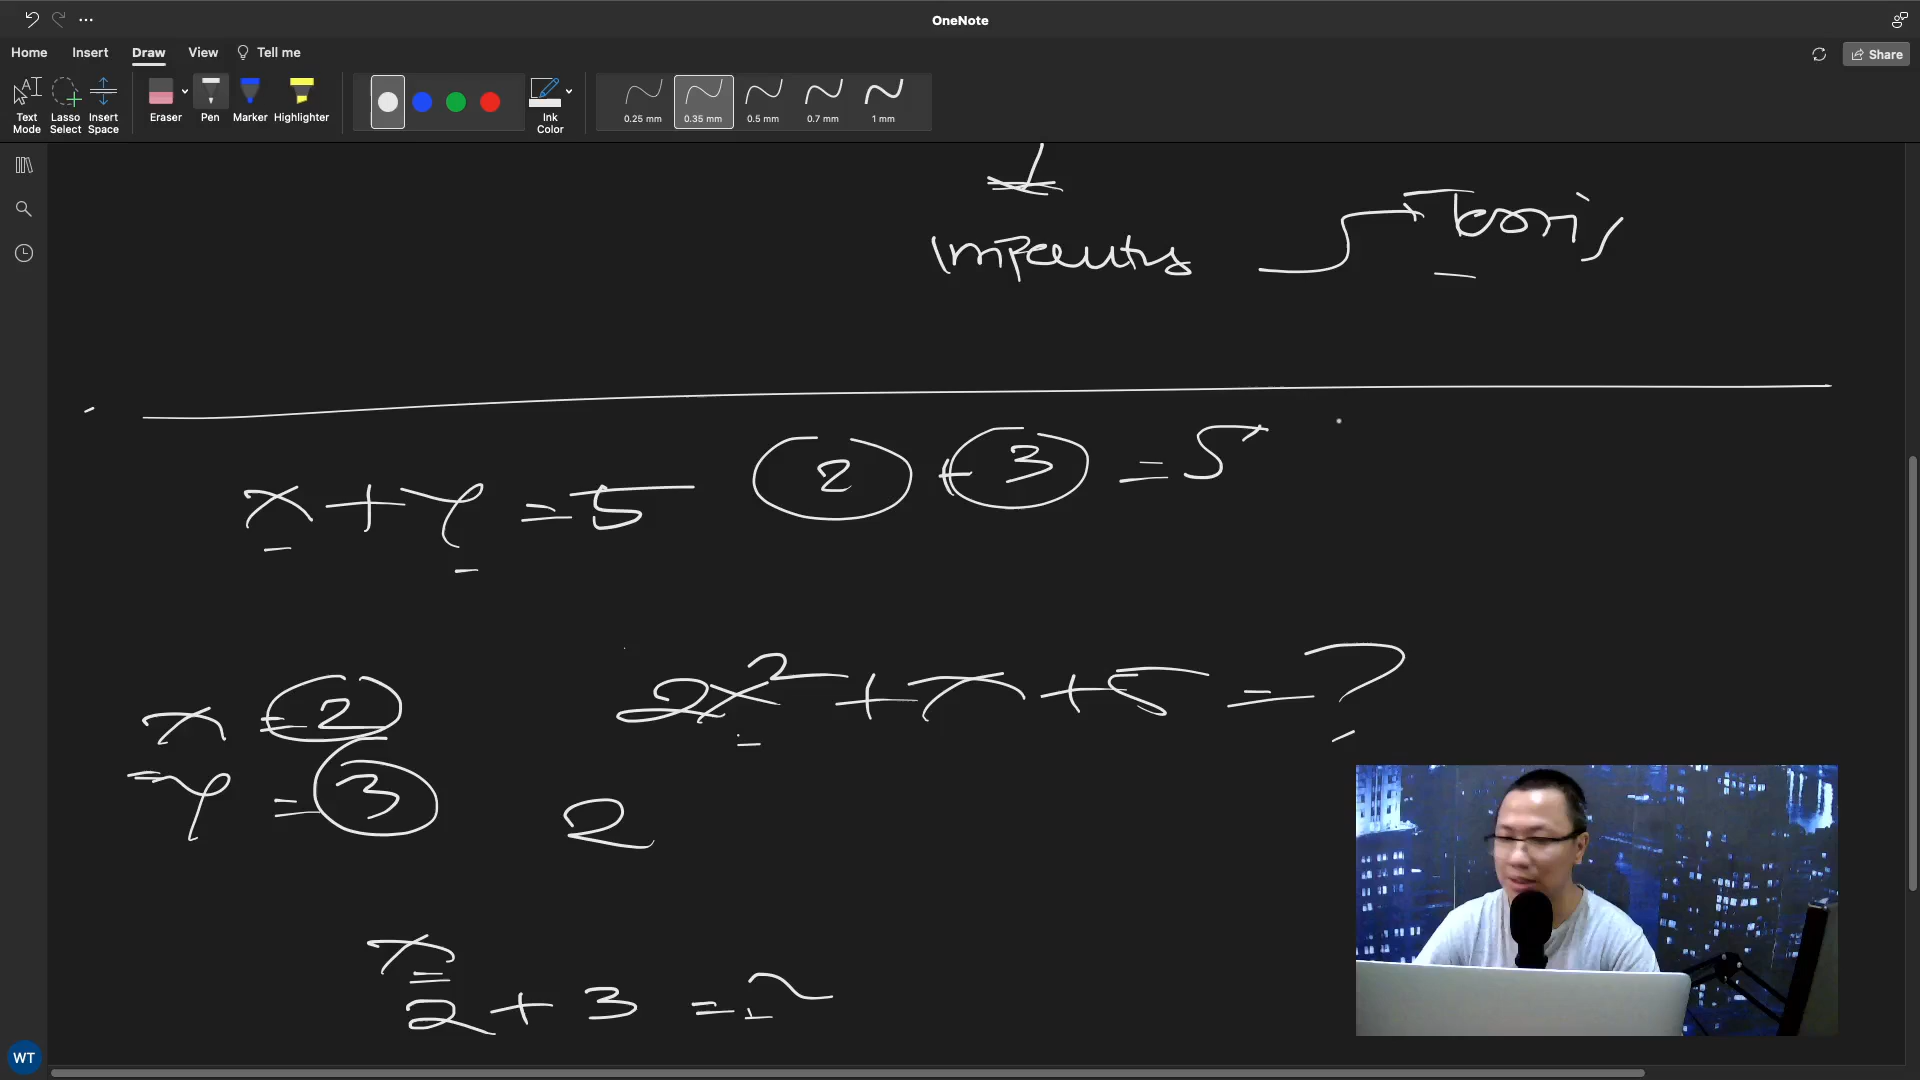 OneNote
Home Insert Draw View Tell me
Share
Text Mode
Lasso Select
Insert Space
Eraser
Pen
Marker
Highlighter
Ink Color
0.25 mm
0.35 mm
0.5 mm
0.7 mm
1 mm
x + y = 5
2 + 3 = 5
2x² + x + 5 = ?
x = 2
y = 3
2
x
2 + 3 = ?
WT